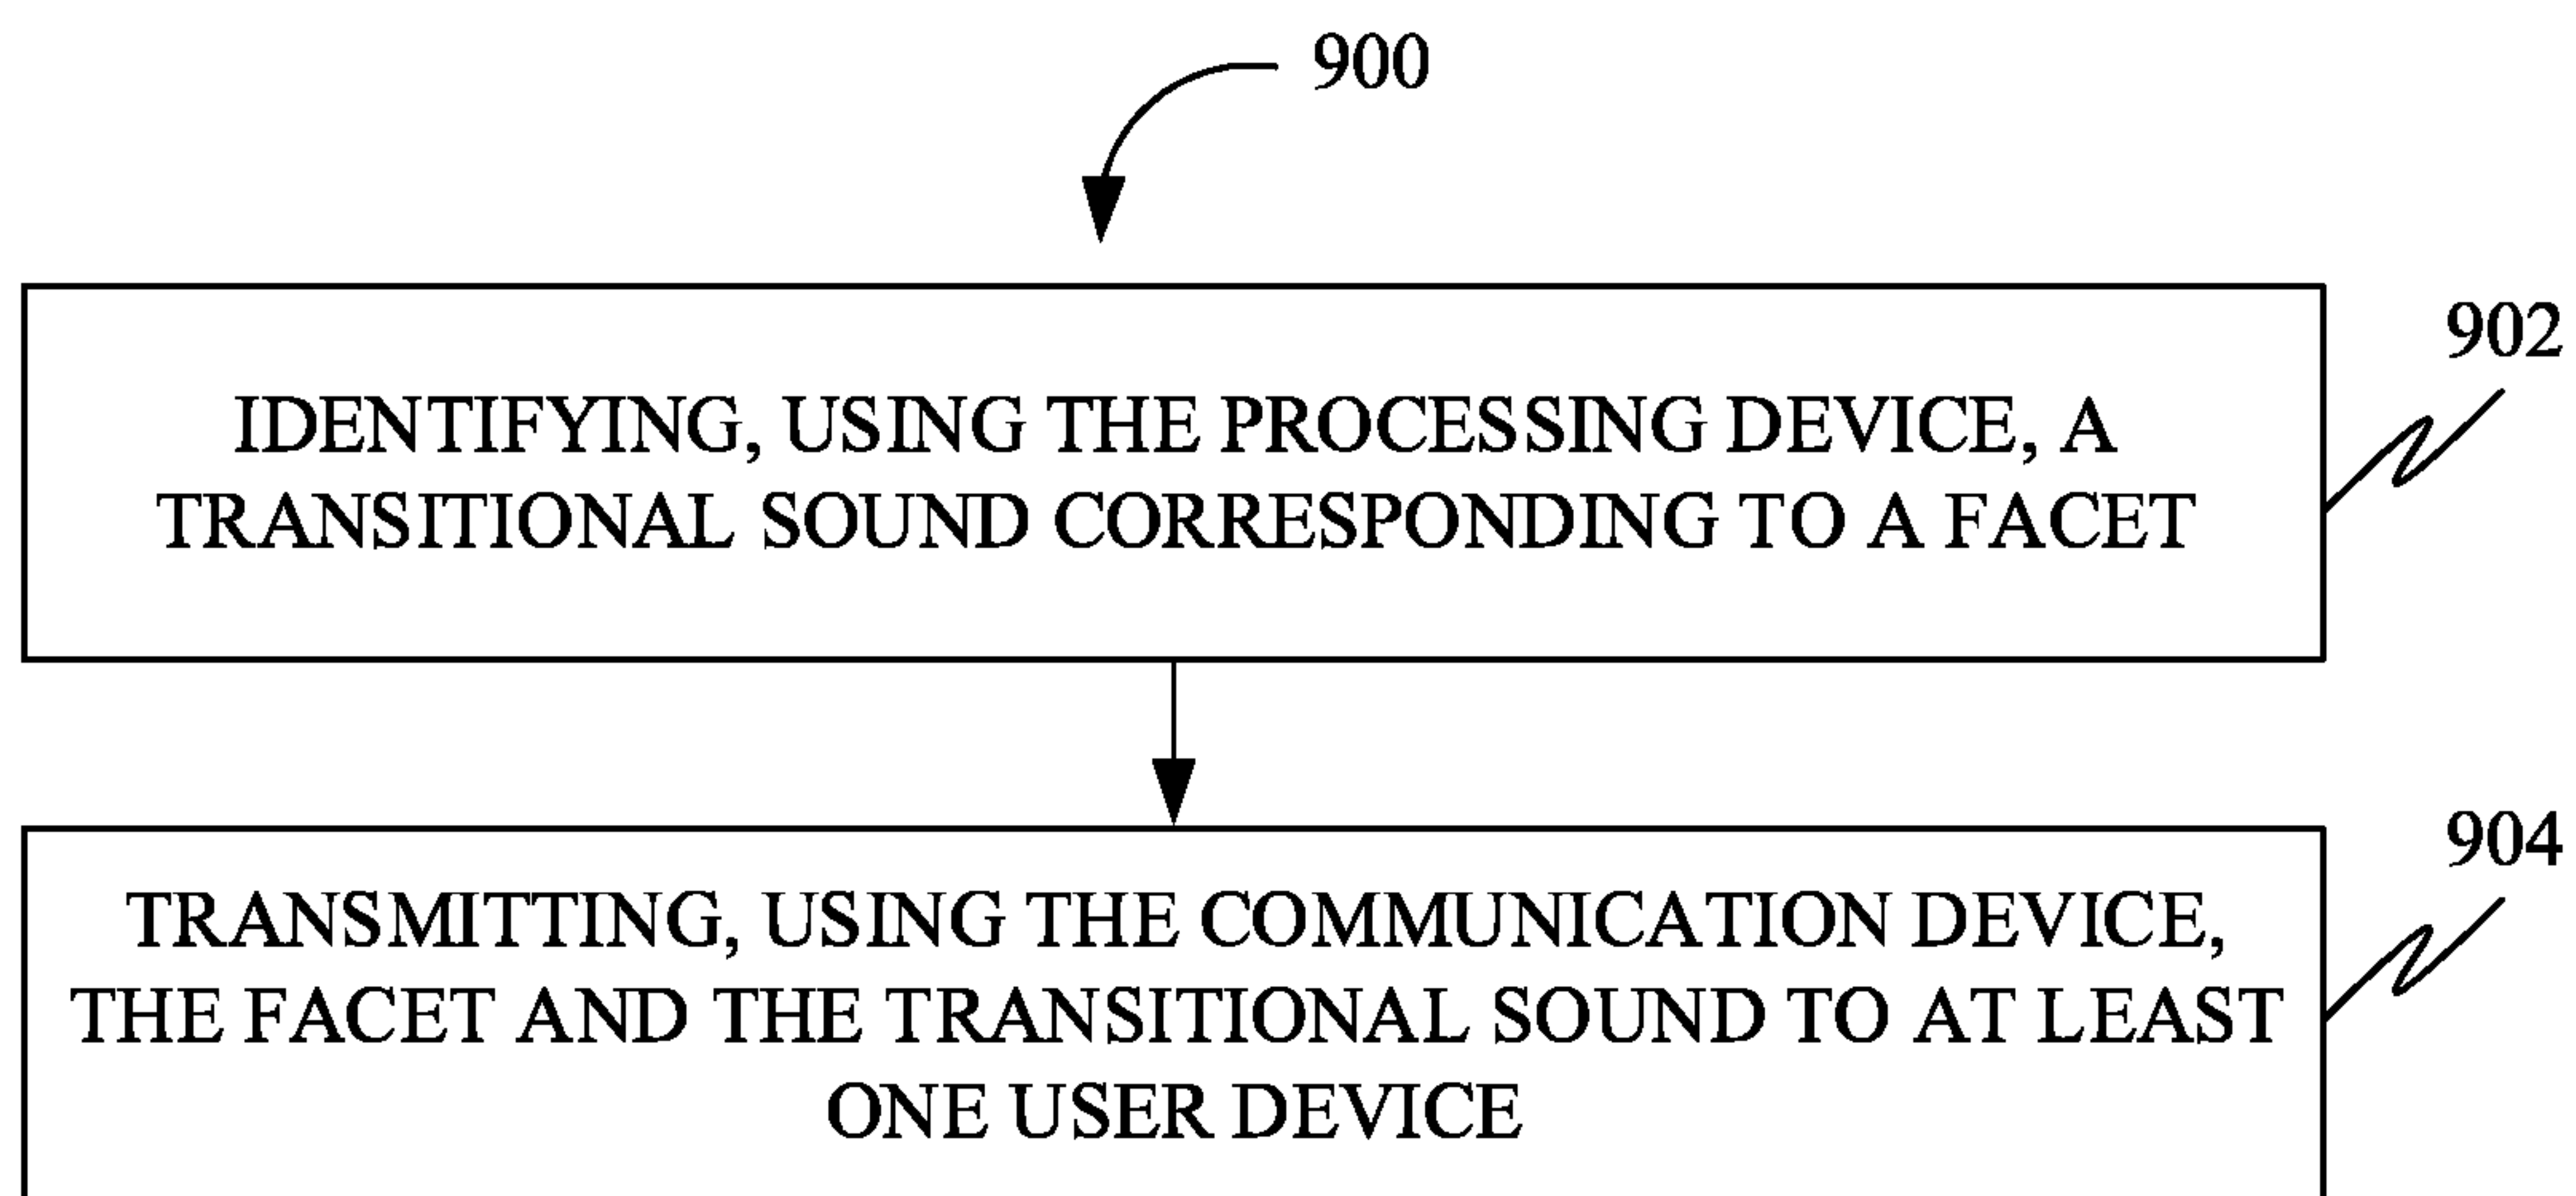 900
902
IDENTIFYING, USING THE PROCESSING DEVICE, A
TRANSITIONAL SOUND CORRESPONDING TO A FACET
904
TRANSMITTING, USING THE COMMUNICATION DEVICE,
THE FACET AND THE TRANSITIONAL SOUND TO AT LEAST
ONE USER DEVICE